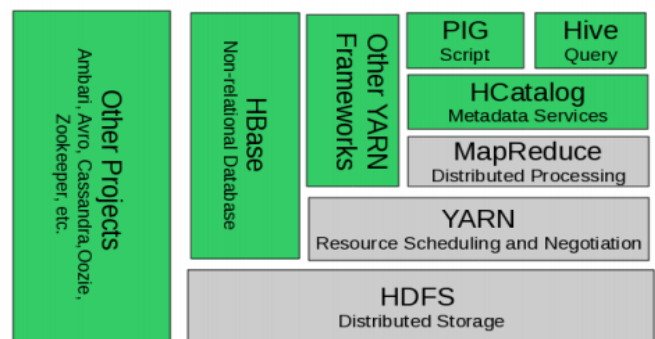 Other Projects
Ambari, Avro, Cassandra,Oozie,
Zookeeper, etc.
HBase
Non-relational Database
Other YARN
Frameworks
PIG
Script
Hive
Query
HCatalog
Metadata Services
MapReduce
Distributed Processing
YARN
Resource Scheduling and Negotiation
HDFS
Distributed Storage